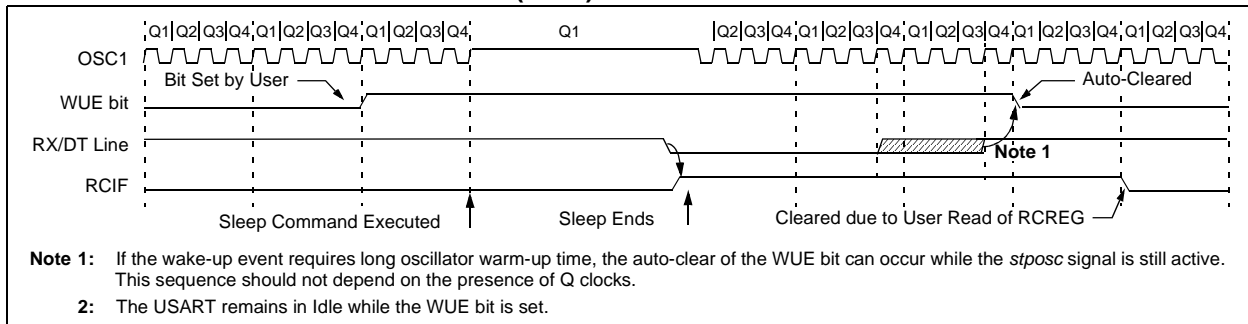 Q1 Q2 Q3 Q4 Q1 Q2 Q3 Q4 Q1 Q2 Q3 Q4 Q1 Q2 Q3 Q4 Q1 Q2 Q3 Q4 Q1 Q2 Q3 Q4 Q1 Q2 Q3 Q4
OSC1
Bit Set by User
Auto-Cleared
WUE bit
RX/DT Line
Note 1
RCIF
Sleep Command Executed
Sleep Ends
Cleared due to User Read of RCREG
Note 1: If the wake-up event requires long oscillator warm-up time, the auto-clear of the WUE bit can occur while the stposc signal is still active.
This sequence should not depend on the presence of Q clocks.
2: The USART remains in Idle while the WUE bit is set.